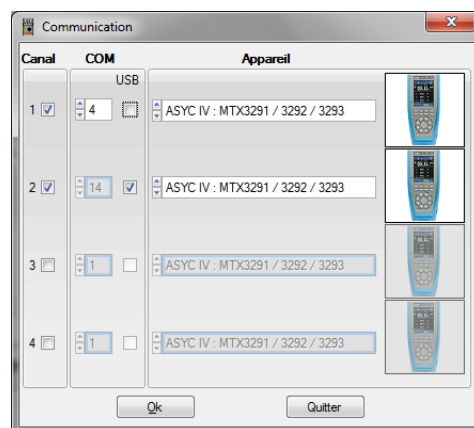 Communication
Canal COM Appareil
USB
1 4 ASYC IV : MTX3291 / 3292 / 3293
2 14 ASYC IV : MTX3291 / 3292 / 3293
3 1 ASYC IV : MTX3291 / 3292 / 3293
4 1 ASYC IV : MTX3291 / 3292 / 3293
Ok Quitter